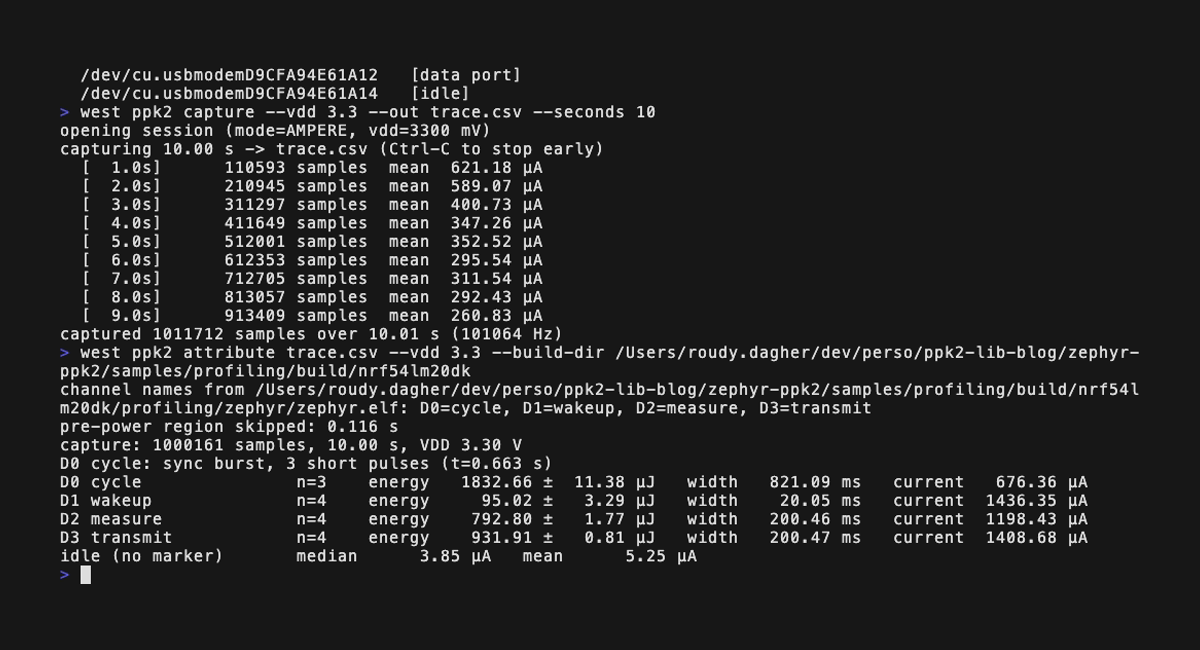 /dev/cu.usbmodemD9CFA94E61A12   [data port]
/dev/cu.usbmodemD9CFA94E61A14   [idle]
> west ppk2 capture --vdd 3.3 --out trace.csv --seconds 10
opening session (mode=AMPERE, vdd=3300 mV)
capturing 10.00 s -> trace.csv (Ctrl-C to stop early)
[  1.0s]      110593 samples  mean  621.18 µA
[  2.0s]      210945 samples  mean  589.07 µA
[  3.0s]      311297 samples  mean  400.73 µA
[  4.0s]      411649 samples  mean  347.26 µA
[  5.0s]      512001 samples  mean  352.52 µA
[  6.0s]      612353 samples  mean  295.54 µA
[  7.0s]      712705 samples  mean  311.54 µA
[  8.0s]      813057 samples  mean  292.43 µA
[  9.0s]      913409 samples  mean  260.83 µA
captured 1011712 samples over 10.01 s (101064 Hz)
> west ppk2 attribute trace.csv --vdd 3.3 --build-dir /Users/roudy.dagher/dev/perso/ppk2-lib-blog/zephyr-
ppk2/samples/profiling/build/nrf54lm20dk
channel names from /Users/roudy.dagher/dev/perso/ppk2-lib-blog/zephyr-ppk2/samples/profiling/build/nrf54l
m20dk/profiling/zephyr/zephyr.elf: D0=cycle, D1=wakeup, D2=measure, D3=transmit
pre-power region skipped: 0.116 s
capture: 1000161 samples, 10.00 s, VDD 3.30 V
D0 cycle: sync burst, 3 short pulses (t=0.663 s)
D0 cycle               n=3    energy   1832.66 ±  11.38 µJ   width   821.09 ms   current   676.36 µA
D1 wakeup              n=4    energy     95.02 ±   3.29 µJ   width    20.05 ms   current  1436.35 µA
D2 measure             n=4    energy    792.80 ±   1.77 µJ   width   200.46 ms   current  1198.43 µA
D3 transmit            n=4    energy    931.91 ±   0.81 µJ   width   200.47 ms   current  1408.68 µA
idle (no marker)       median      3.85 µA   mean      5.25 µA
>